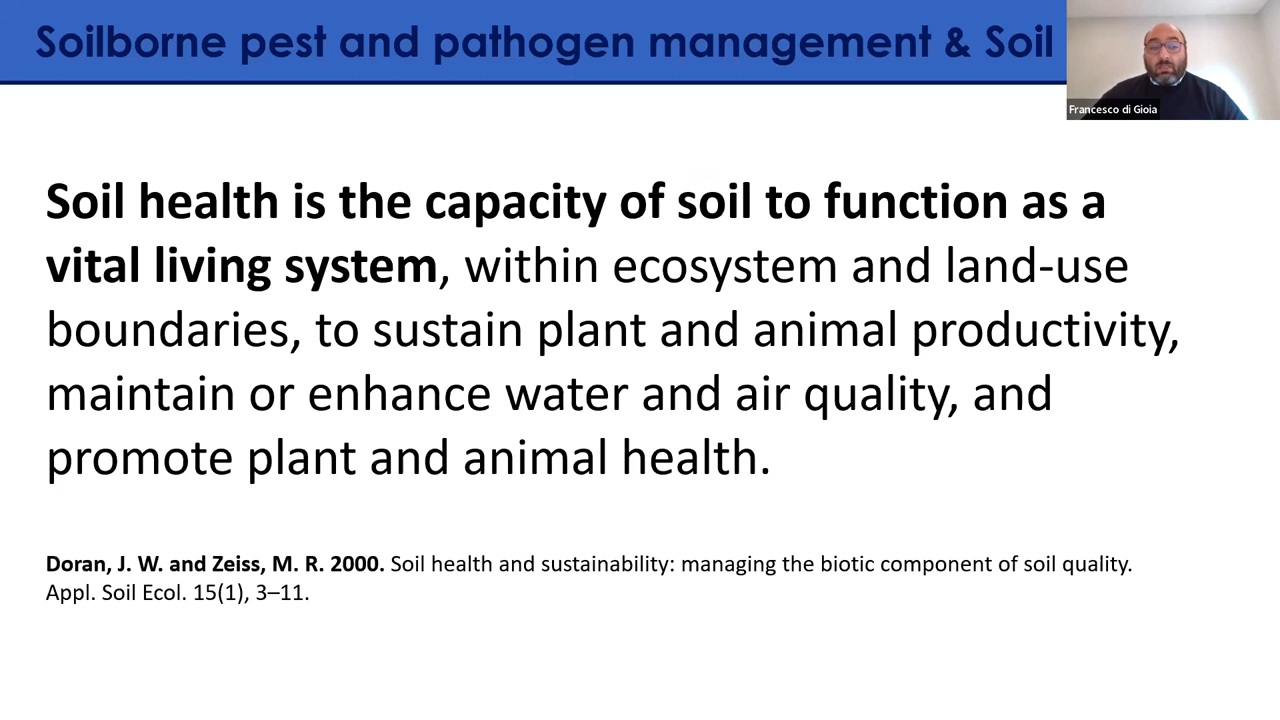 Soilborne pest and pathogen management & Soil
Francesco di Gioia
Soil health is the capacity of soil to function as a
vital living system, within ecosystem and land-use
boundaries, to sustain plant and animal productivity,
maintain or enhance water and air quality, and
promote plant and animal health.
Doran, J. W. and Zeiss, M. R. 2000. Soil health and sustainability: managing the biotic component of soil quality.
Appl. Soil Ecol. 15(1), 3–11.